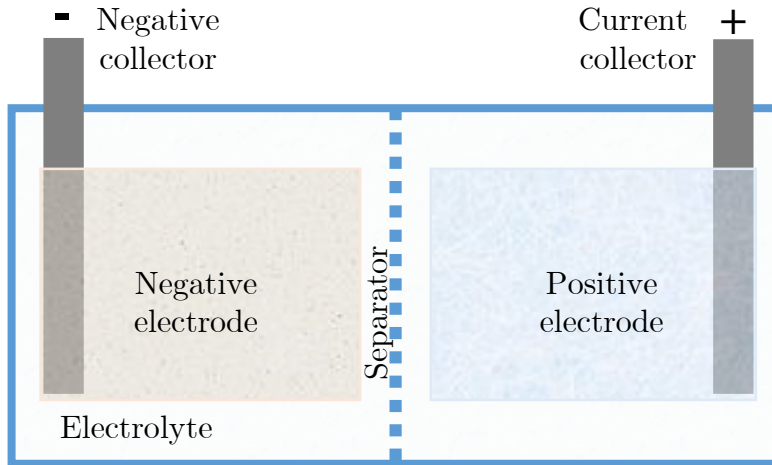 - Negative
collector
Current +
collector
Negative
electrode
Separator
Positive
electrode
Electrolyte